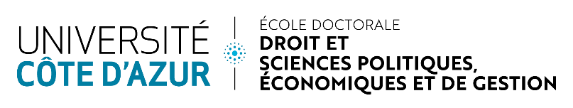 UNIVERSITÉ
CÔTE D'AZUR
ÉCOLE DOCTORALE
DROIT ET
SCIENCES POLITIQUES,
ÉCONOMIQUES ET DE GESTION